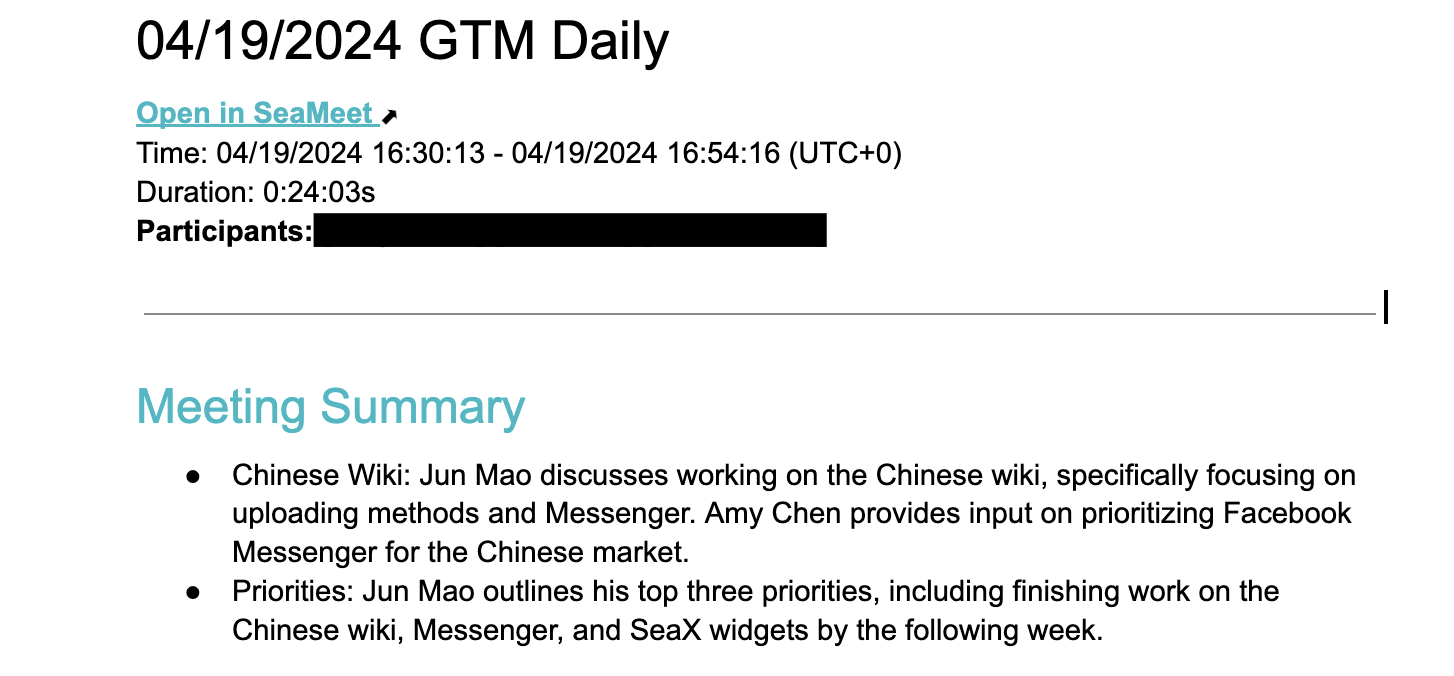 04/19/2024 GTM Daily
Open in SeaMeet ⬈
Time: 04/19/2024 16:30:13 - 04/19/2024 16:54:16 (UTC+0)
Duration: 0:24:03s
Participants:
Meeting Summary
● Chinese Wiki: Jun Mao discusses working on the Chinese wiki, specifically focusing on
uploading methods and Messenger. Amy Chen provides input on prioritizing Facebook
Messenger for the Chinese market.
● Priorities: Jun Mao outlines his top three priorities, including finishing work on the
Chinese wiki, Messenger, and SeaX widgets by the following week.